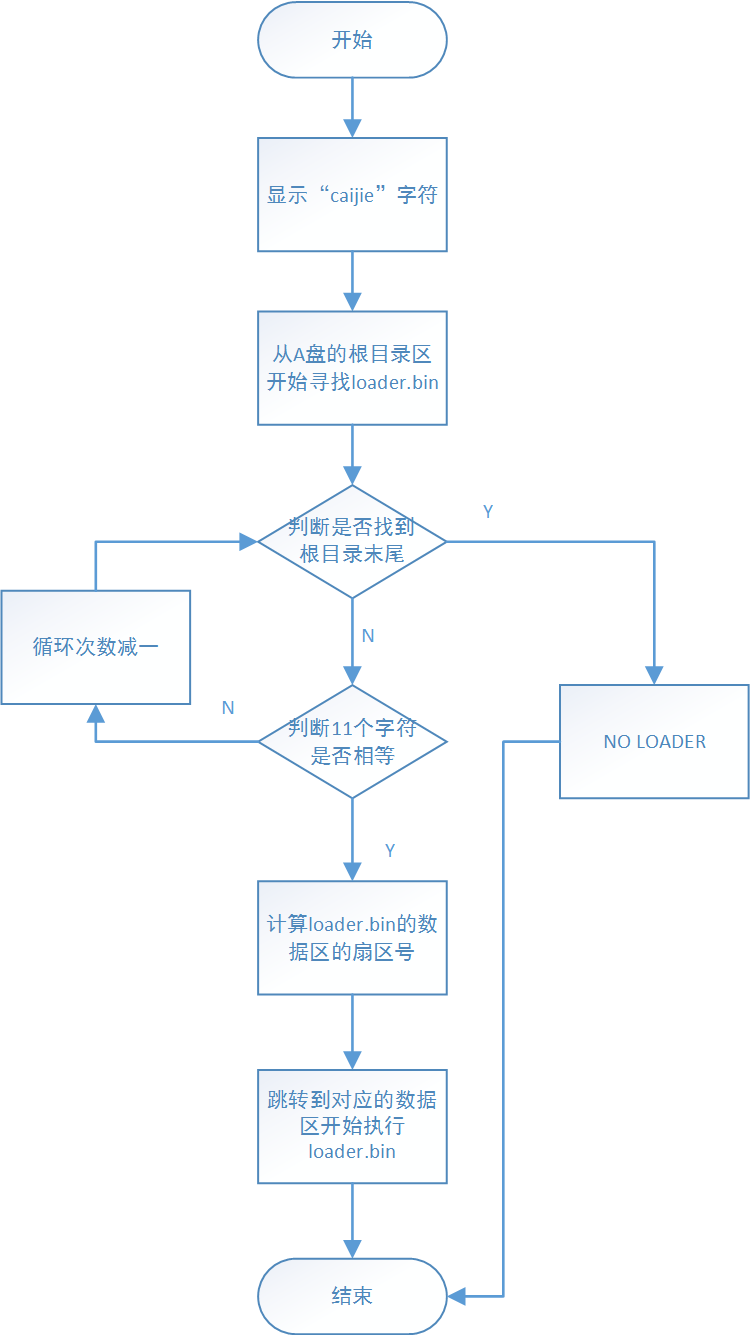 开始
显示“caijie”字符
从A盘的根目录区
开始寻找loader.bin
判断是否找到
根目录末尾
Y
N
循环次数减一
N
判断11个字符
是否相等
NO LOADER
Y
计算loader.bin的数
据区的扇区号
跳转到对应的数据
区开始执行
loader.bin
结束